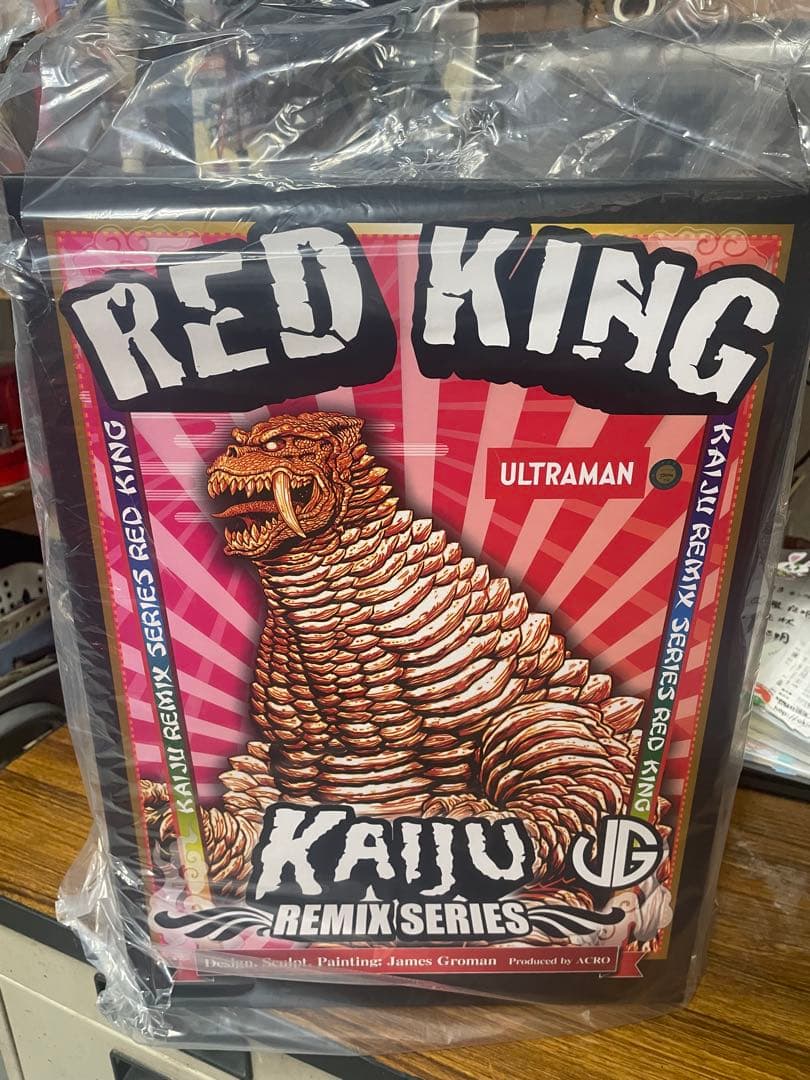 RED KING
ULTRAMAN
KAIJU REMIX SERIES RED KING
KAIJU REMIX SERIES RED KING
KAIJU
JG
REMIX SERIES
Design, Sculpt, Painting: James Groman Produced by ACRO